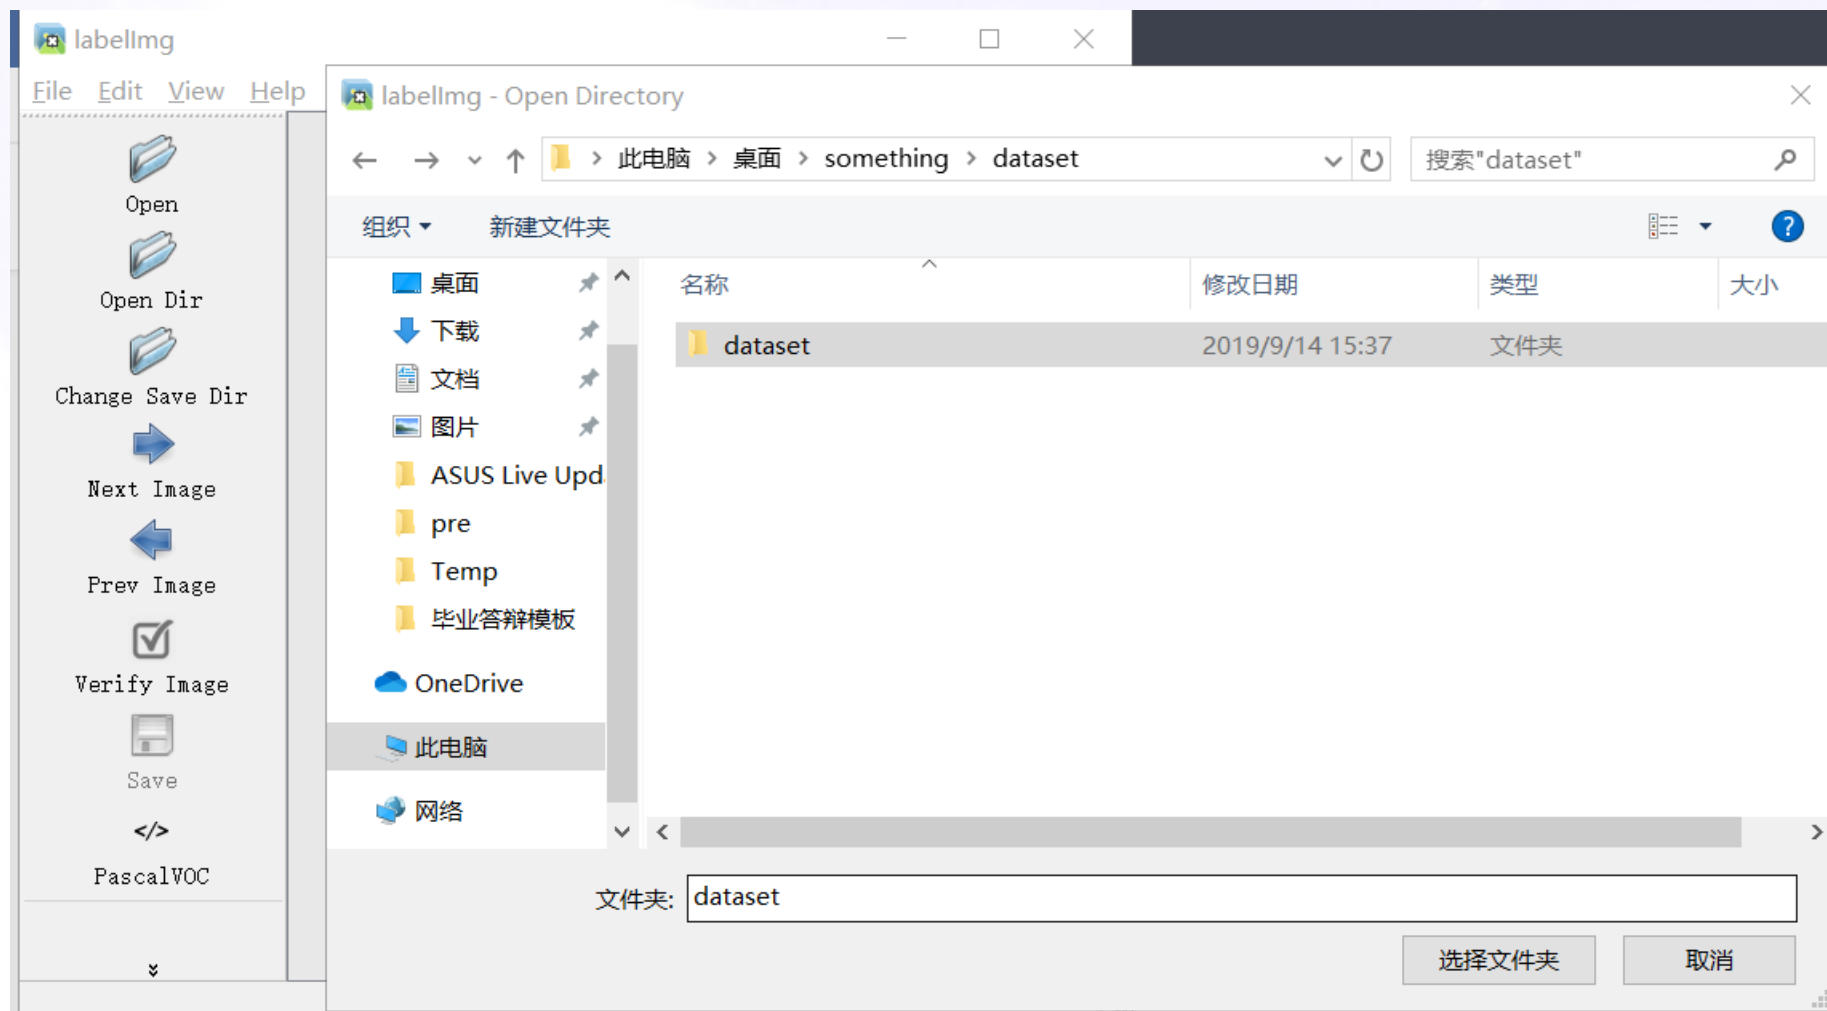 labelImg
File Edit View Help
Open
Open Dir
Change Save Dir
Next Image
Prev Image
Verify Image
Save
</>
PascalVOC
labelImg - Open Directory
此电脑 > 桌面 > something > dataset
搜索"dataset"
组织 新建文件夹
?
桌面
下载
文档
图片
ASUS Live Upd
pre
Temp
毕业答辩模板
OneDrive
此电脑
网络
名称 修改日期 类型 大小
dataset 2019/9/14 15:37 文件夹
文件夹: dataset
选择文件夹 取消